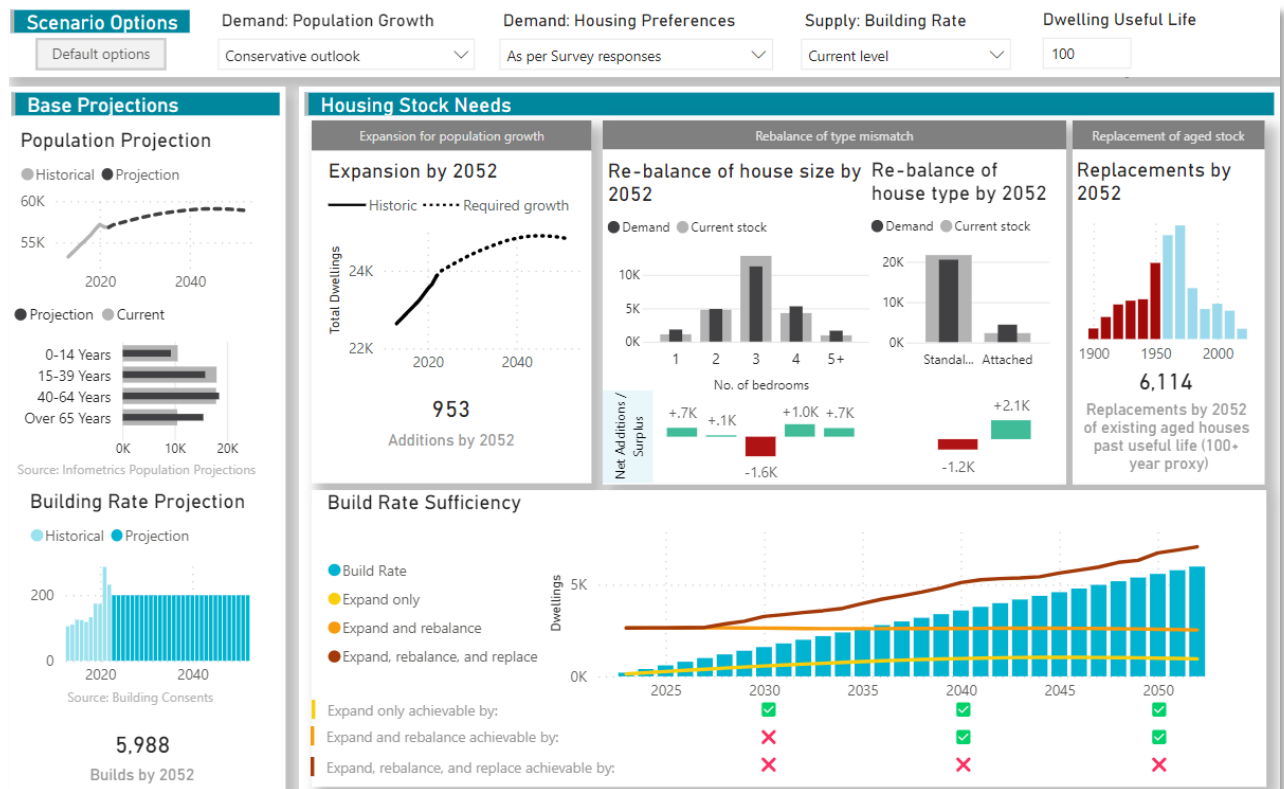 Scenario Options
Default options
Demand: Population Growth
Conservative outlook
Demand: Housing Preferences
As per Survey responses
Supply: Building Rate
Current level
Dwelling Useful Life
100
Base Projections
Population Projection
Historical Projection
60K
55K
2020 2040
Projection Current
0-14 Years
15-39 Years
40-64 Years
Over 65 Years
0K 10K 20K
Source: Infometrics Population Projections
Building Rate Projection
Historical Projection
200
0
2020 2040
Source: Building Consents
5,988
Builds by 2052
Housing Stock Needs
Expansion for population growth
Expansion by 2052
Historic Required growth
Total Dwellings
24K
22K
2020 2040
953
Additions by 2052
Rebalance of type mismatch
Re-balance of house size by
2052
Demand Current stock
10K
5K
0K
1 2 3 4 5+
No. of bedrooms
Net Additions /
Surplus
+.7K +.1K -1.6K +1.0K +.7K
Re-balance of
house type by 2052
Demand Current stock
20K
10K
0K
Standal... Attached
-1.2K +2.1K
Replacement of aged stock
Replacements by
2052
1900 1950 2000
6,114
Replacements by 2052
of existing aged houses
past useful life (100+
year proxy)
Build Rate Sufficiency
Build Rate
Expand only
Expand and rebalance
Expand, rebalance, and replace
Dwellings
5K
0K
2025 2030 2035 2040 2045 2050
Expand only achievable by:
Expand and rebalance achievable by:
Expand, rebalance, and replace achievable by: